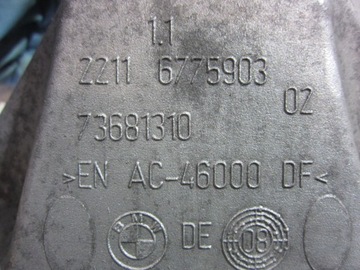 1.1
2211 6775903
02
73681310
>EN AC-46000 DF<
BMW DE 08